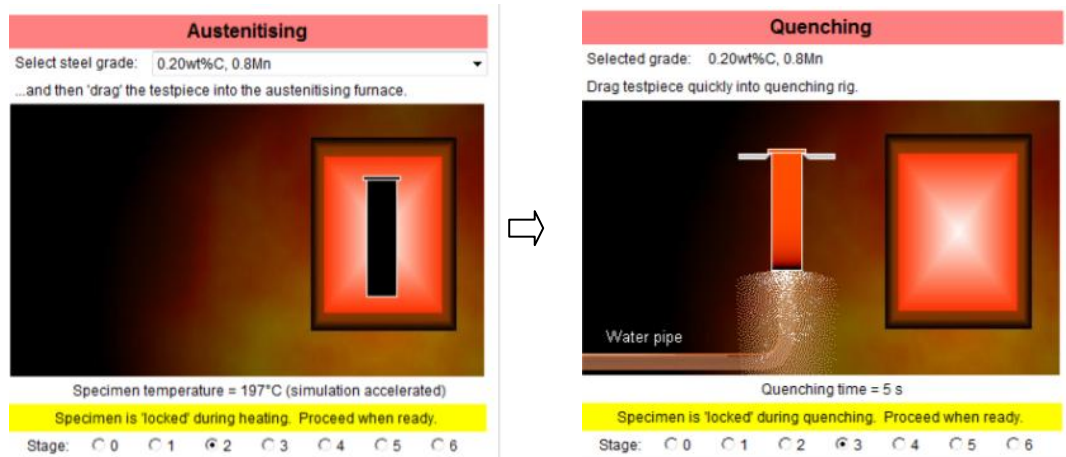 Austenitising
Select steel grade: 0.20wt%C, 0.8Mn
...and then 'drag' the testpiece into the austenitising furnace.
Specimen temperature = 197°C (simulation accelerated)
Specimen is 'locked' during heating. Proceed when ready.
Stage: 0 1 2 3 4 5 6
Quenching
Selected grade: 0.20wt%C, 0.8Mn
Drag testpiece quickly into quenching rig.
Water pipe
Quenching time = 5 s
Specimen is 'locked' during quenching. Proceed when ready.
Stage: 0 1 2 3 4 5 6